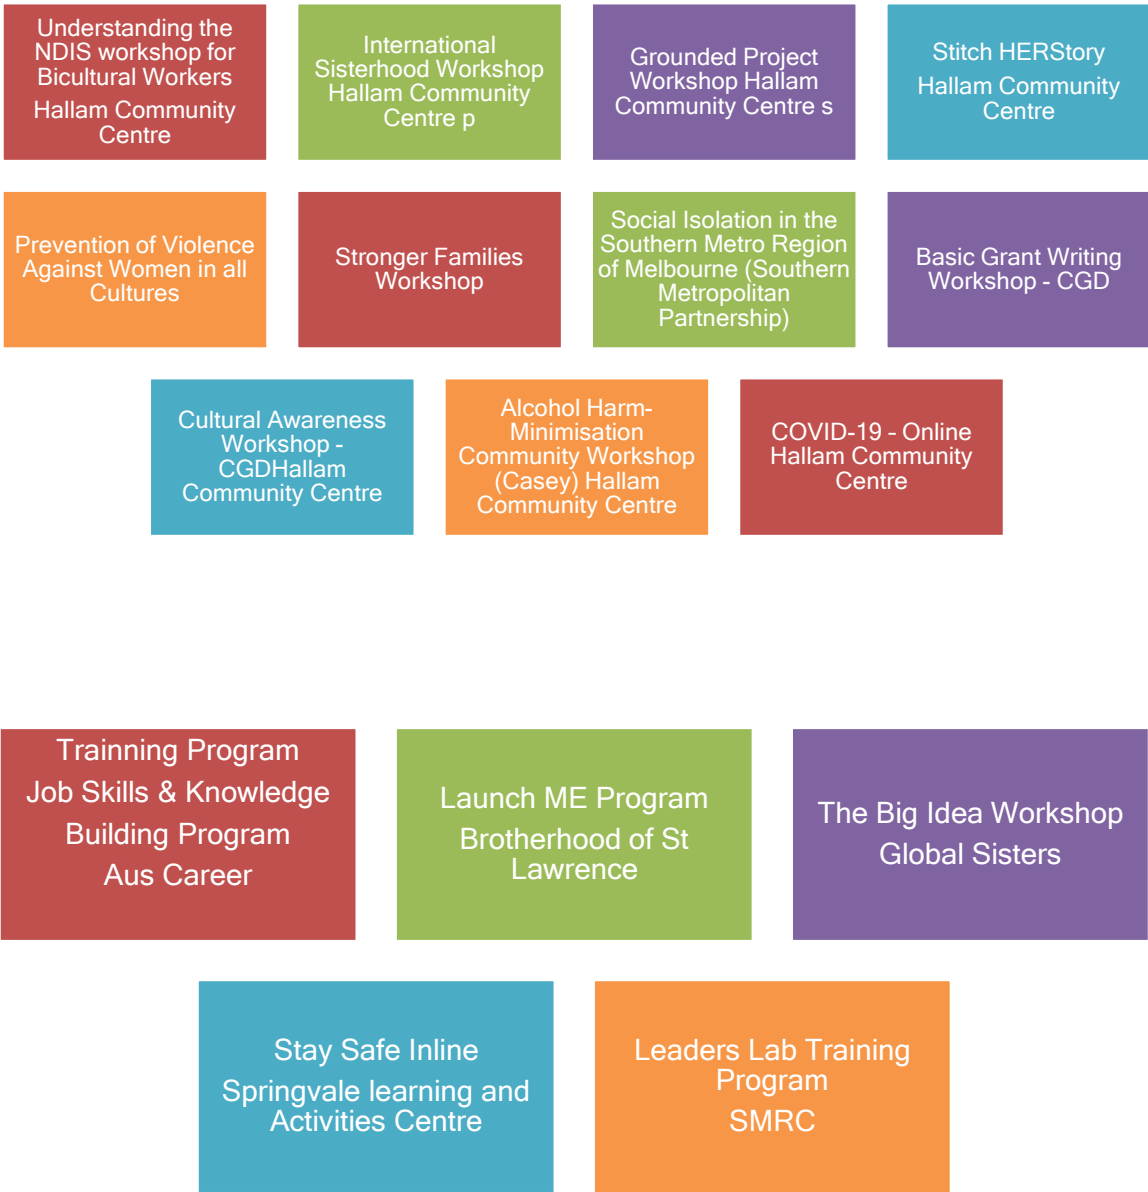 Understanding the
NDIS workshop for
Bicultural Workers
Hallam Community
Centre
International
Sisterhood Workshop
Hallam Community
Centre p
Grounded Project
Workshop Hallam
Community Centre s
Stitch HERStory
Hallam Community
Centre
Prevention of Violence
Against Women in all
Cultures
Stronger Families
Workshop
Social Isolation in the
Southern Metro Region
of Melbourne (Southern
Metropolitan
Partnership)
Basic Grant Writing
Workshop - CGD
Cultural Awareness
Workshop -
CGDHallam
Community Centre
Alcohol Harm-
Minimisation
Community Workshop
(Casey) Hallam
Community Centre
COVID-19 - Online
Hallam Community
Centre
Trainning Program
Job Skills & Knowledge
Building Program
Aus Career
Launch ME Program
Brotherhood of St
Lawrence
The Big Idea Workshop
Global Sisters
Stay Safe Inline
Springvale learning and
Activities Centre
Leaders Lab Training
Program
SMRC